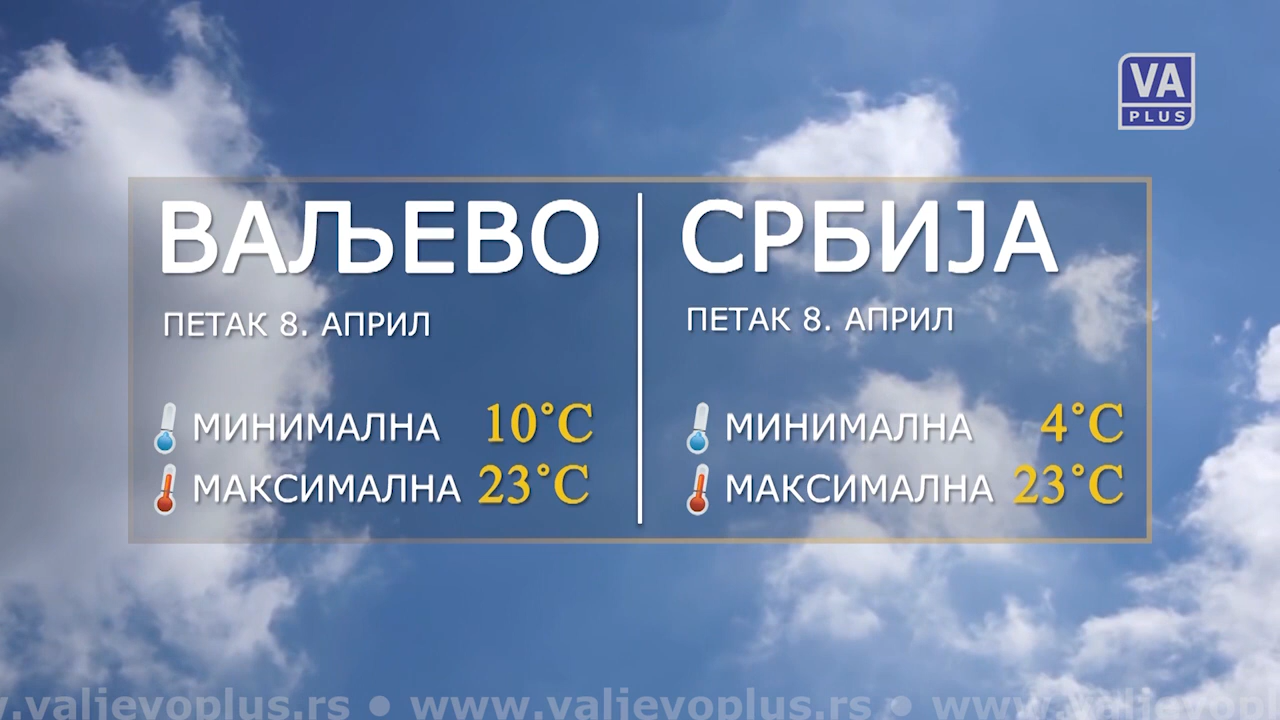 VA
PLUS
ВАЉЕВО
ПЕТАК 8. АПРИЛ
МИНИМАЛНА 10°C
МАКСИМАЛНА 23°C
СРБИЈА
ПЕТАК 8. АПРИЛ
МИНИМАЛНА 4°C
МАКСИМАЛНА 23°C
w.valjevoplus.rs • www.valjevoplus.rs • www.valjevoplus